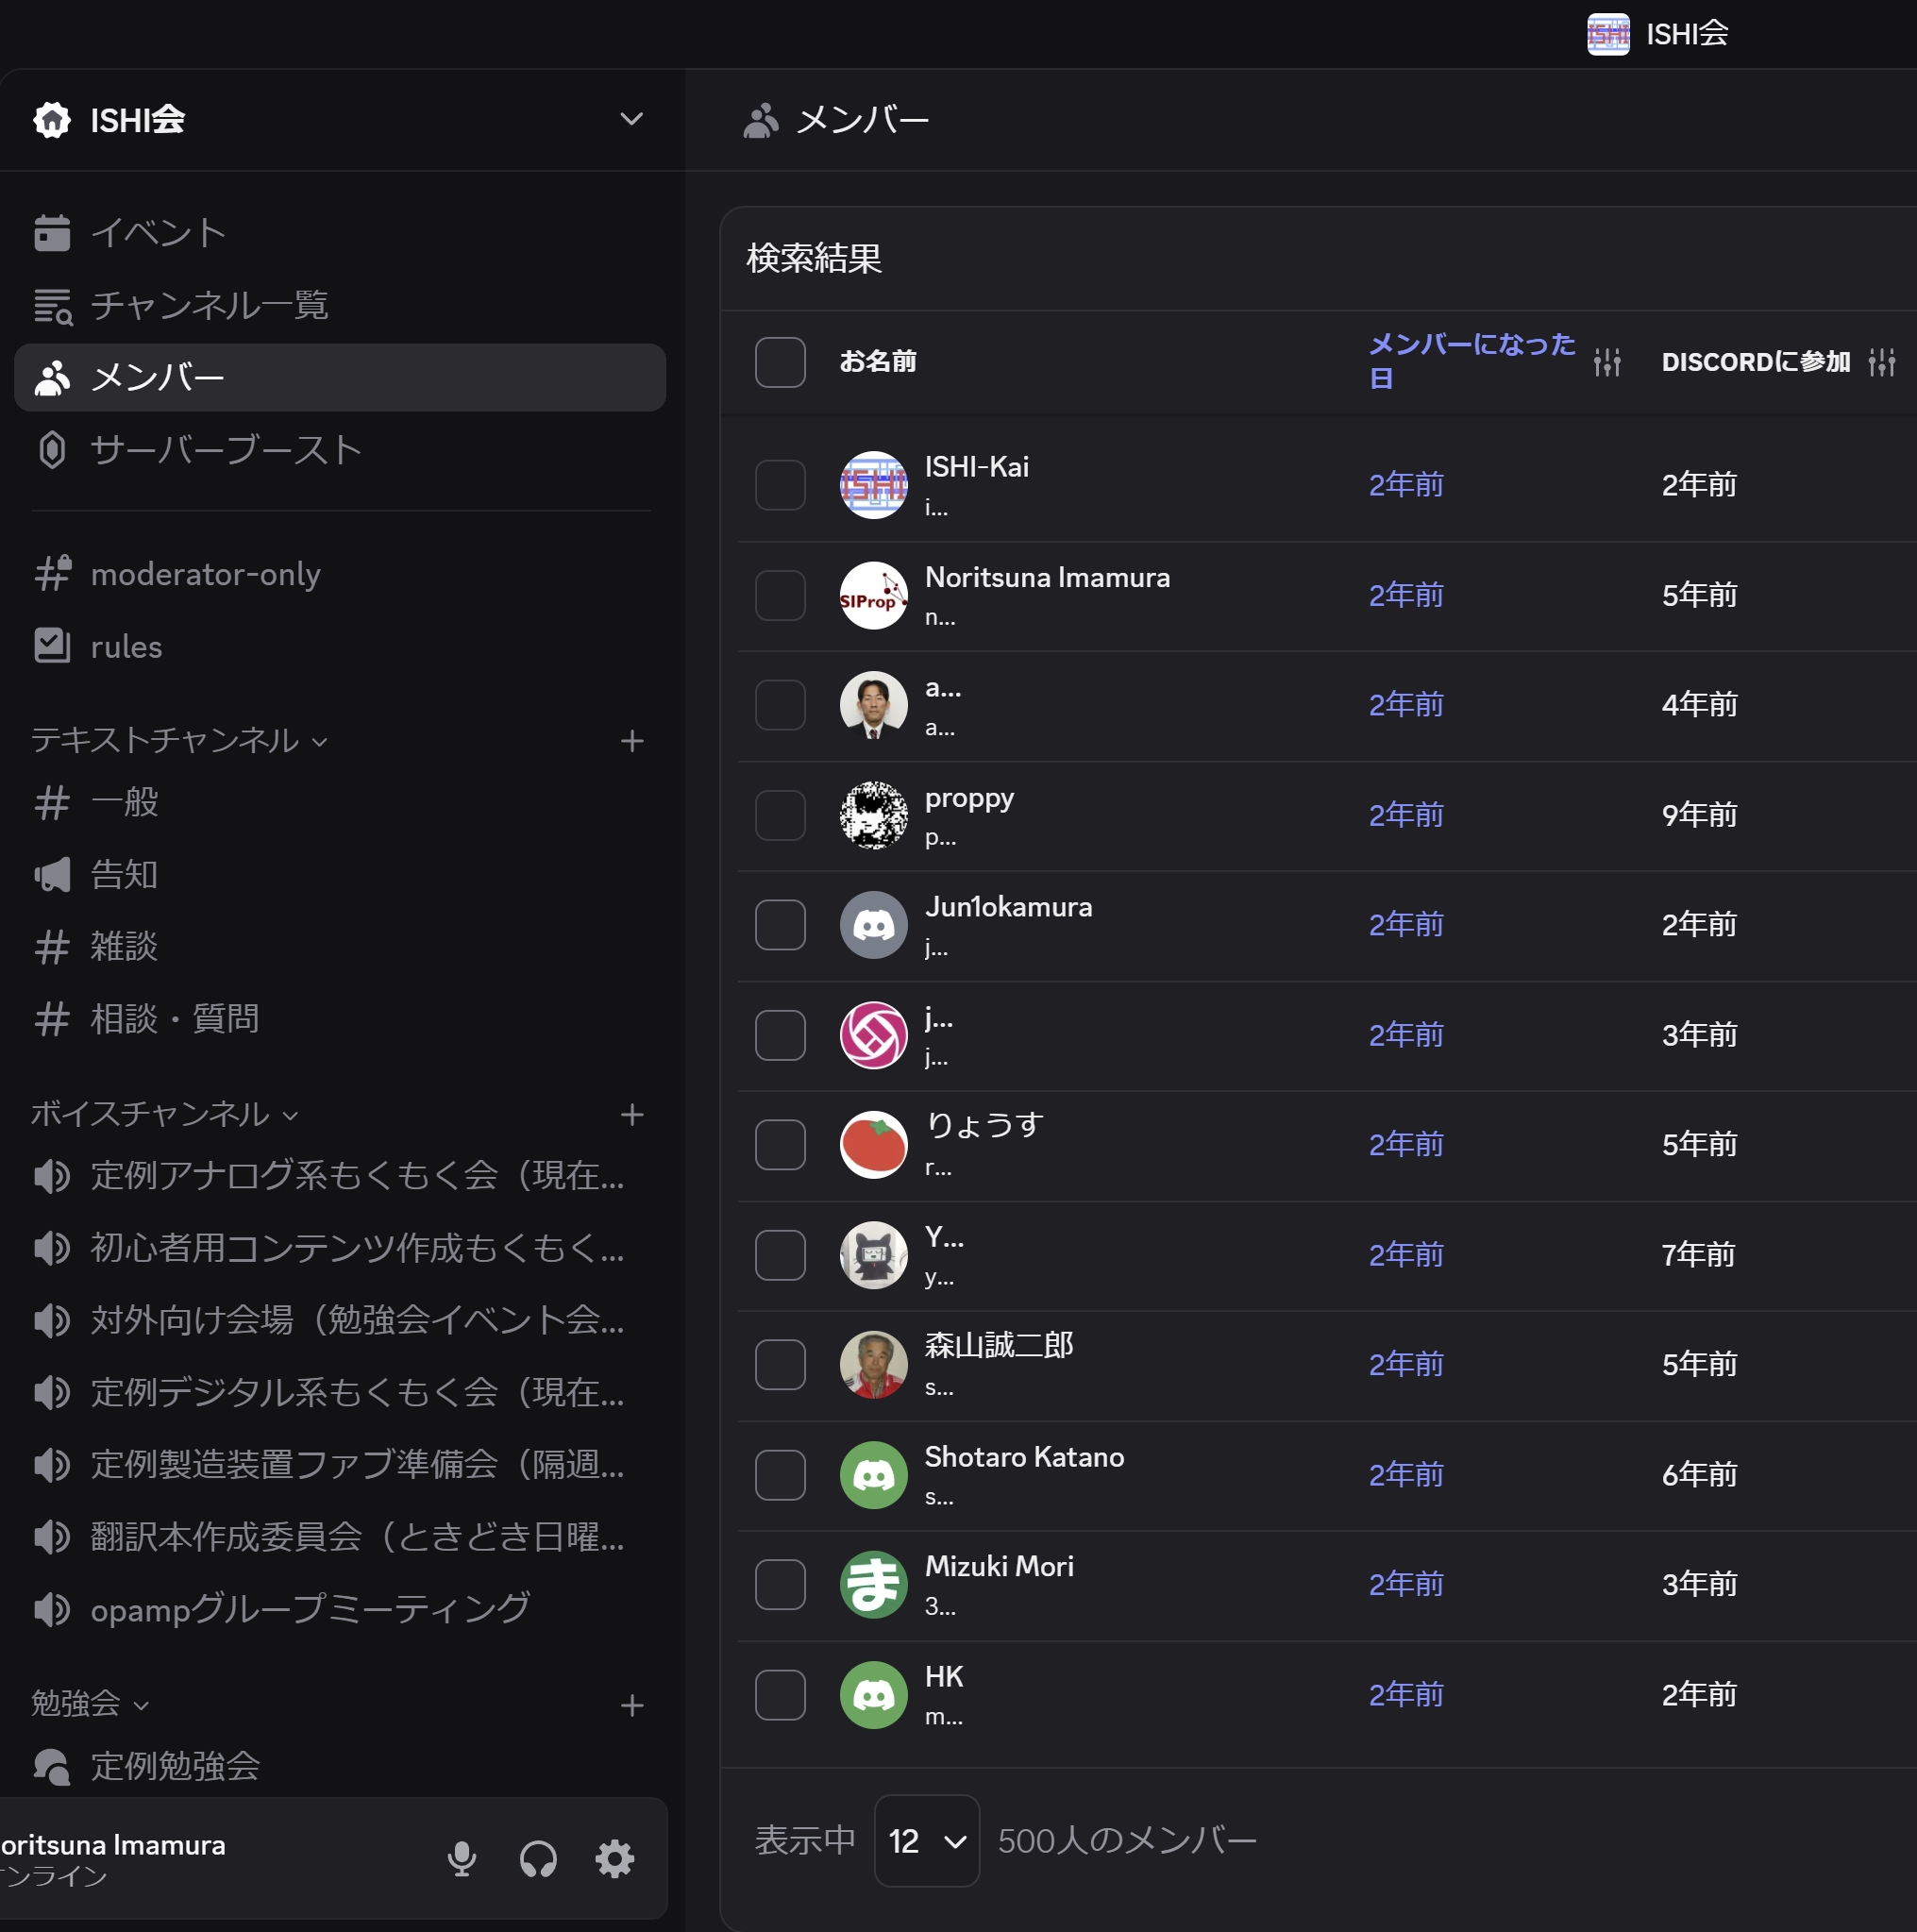 ISHI会
ISHI会
イベント
チャンネル一覧
メンバー
サーバーブースト
moderator-only
rules
テキストチャンネル
一般
告知
雑談
相談・質問
ボイスチャンネル
定例アナログ系もくもく会（現在...
初心者用コンテンツ作成もくもく...
対外向け会場（勉強会イベント会...
定例デジタル系もくもく会（現在...
定例製造装置ファブ準備会（隔週...
翻訳本作成委員会（ときどき日曜...
opampグループミーティング
勉強会
定例勉強会
oritsuna Imamura
ンライン
メンバー
検索結果
お名前 メンバーになった日 DISCORDに参加
ISHI
ISHI-Kai
i...
2年前 2年前
SIProp
Noritsuna Imamura
n...
2年前 5年前
a...
a...
2年前 4年前
proppy
p...
2年前 9年前
Jun1okamura
j...
2年前 2年前
j...
j...
2年前 3年前
りょうす
r...
2年前 5年前
Y...
y...
2年前 7年前
森山誠二郎
s...
2年前 5年前
Shotaro Katano
s...
2年前 6年前
ま
Mizuki Mori
3...
2年前 3年前
HK
m...
2年前 2年前
表示中 12 500人のメンバー